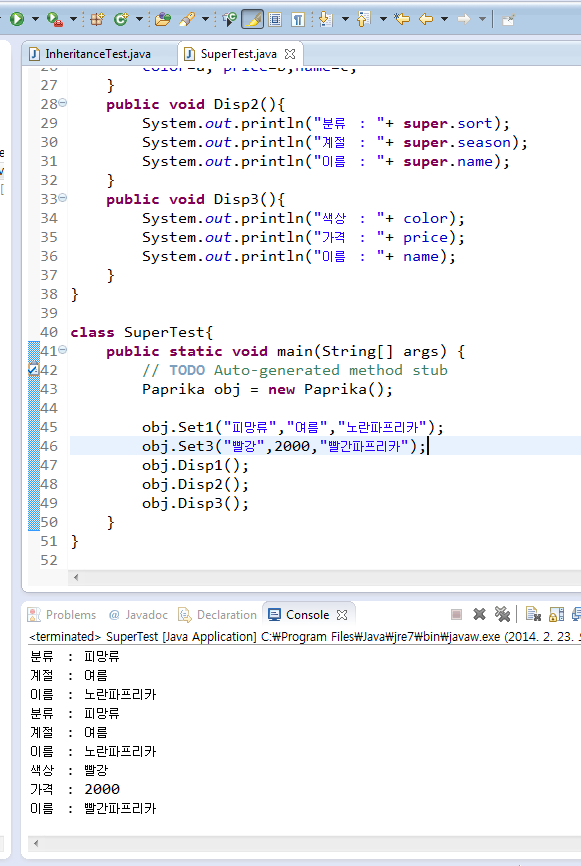 InheritanceTest.java
SuperTest.java
27 }
28 public void Disp2(){
29 System.out.println("분류 : "+ super.sort);
30 System.out.println("계절 : "+ super.season);
31 System.out.println("이름 : "+ super.name);
32 }
33 public void Disp3(){
34 System.out.println("색상 : "+ color);
35 System.out.println("가격 : "+ price);
36 System.out.println("이름 : "+ name);
37 }
38 }
39
40 class SuperTest{
41 public static void main(String[] args) {
42 // TODO Auto-generated method stub
43 Paprika obj = new Paprika();
44
45 obj.Set1("피망류","여름","노란파프리카");
46 obj.Set3("빨강",2000,"빨간파프리카");
47 obj.Disp1();
48 obj.Disp2();
49 obj.Disp3();
50 }
51 }
52
Problems @ Javadoc Declaration Console
<terminated> SuperTest [Java Application] C:₩Program Files₩Java₩jre7₩bin₩javaw.exe (2014. 2. 23.
분류 : 피망류
계절 : 여름
이름 : 노란파프리카
분류 : 피망류
계절 : 여름
이름 : 노란파프리카
색상 : 빨강
가격 : 2000
이름 : 빨간파프리카